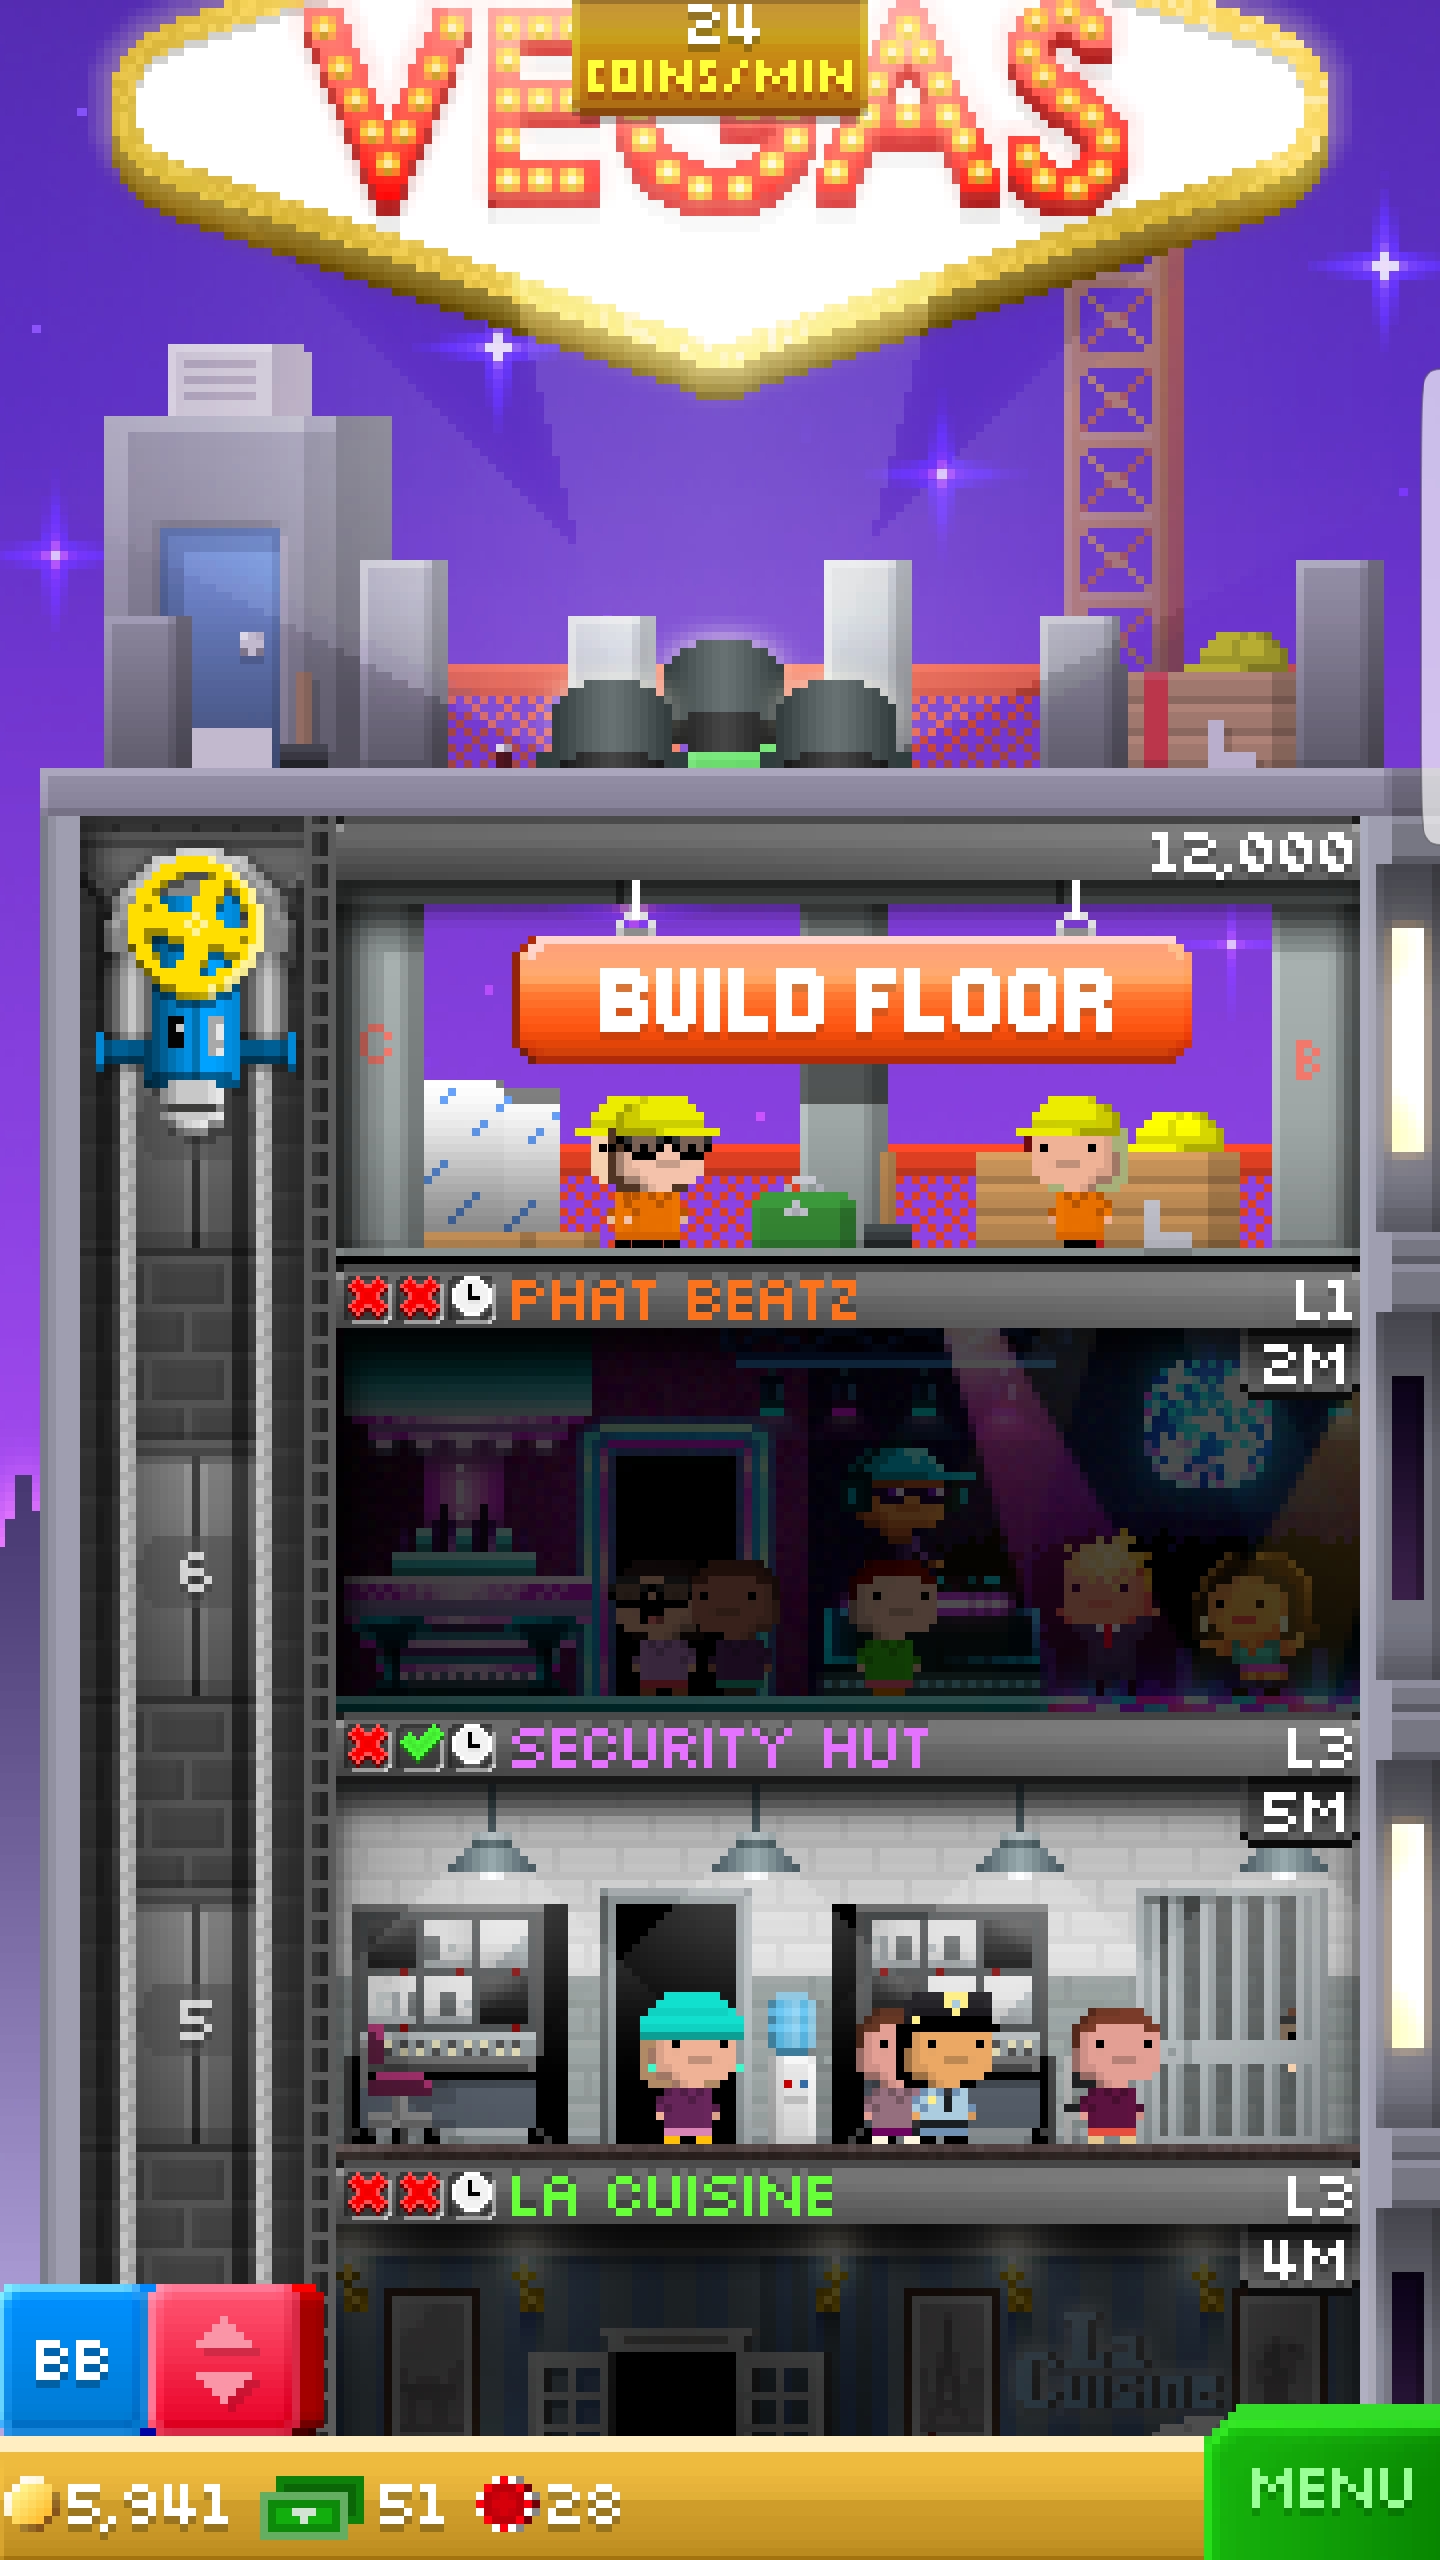 VEGAS
24
COINS/MIN
12,000
BUILD FLOOR
C
B
PHAT BEATZ L1
2M
6
SECURITY HUT L3
5M
5
LA CUISINE L3
4M
La
Cuisine
BB
5,941 51 28
MENU